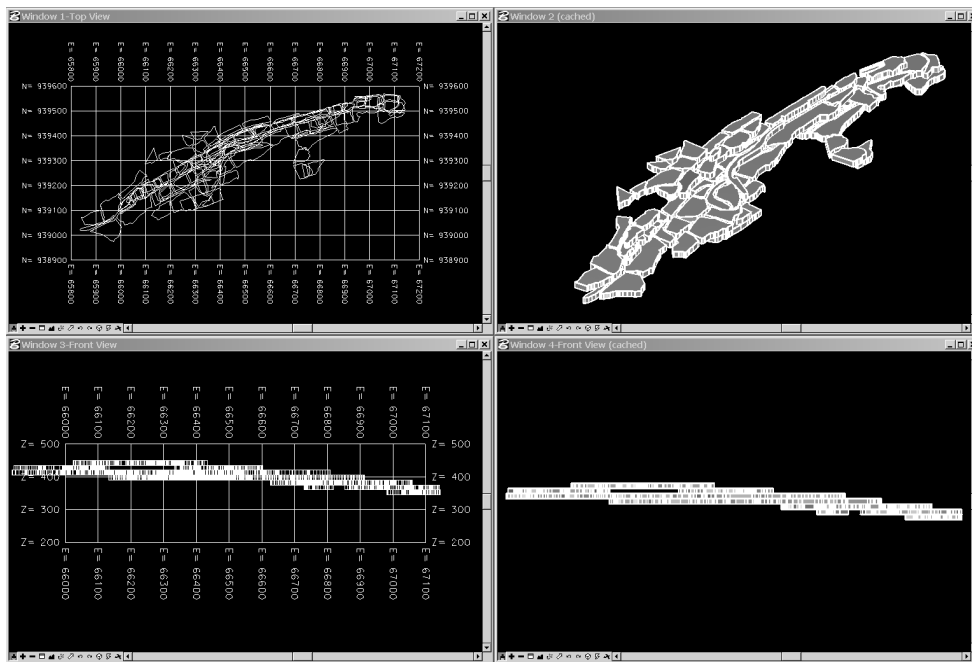 Window 1-Top View
E = 65800
E = 65900
E = 66000
E = 66100
E = 66200
E = 66300
E = 66400
E = 66500
E = 66600
E = 66700
E = 66800
E = 66900
E = 67000
E = 67100
E = 67200
N= 939600 N= 939600
N= 939500 N= 939500
N= 939400 N= 939400
N= 939300 N= 939300
N= 939200 N= 939200
N= 939100 N= 939100
N= 939000 N= 939000
N= 938900 N= 938900
E = 65800
E = 65900
E = 66000
E = 66100
E = 66200
E = 66300
E = 66400
E = 66500
E = 66600
E = 66700
E = 66800
E = 66900
E = 67000
E = 67100
E = 67200
Window 2 (cached)
Window 3-Front View
E = 66000
E = 66100
E = 66200
E = 66300
E = 66400
E = 66500
E = 66600
E = 66700
E = 66800
E = 66900
E = 67000
E = 67100
Z= 500 Z= 500
Z= 400 Z= 400
Z= 300 Z= 300
Z= 200 Z= 200
E = 66000
E = 66100
E = 66200
E = 66300
E = 66400
E = 66500
E = 66600
E = 66700
E = 66800
E = 66900
E = 67000
E = 67100
Window 4-Front View (cached)